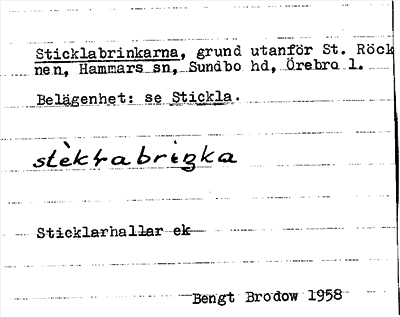 Sticklabrinkarna, grund utanför St. Röck
nen, Hammars sn, Sundbo hd, Örebro l.
Belägenhet: se Stickla.
stèkrabriŋka
Sticklarhallar ek
Bengt Brodow 1958